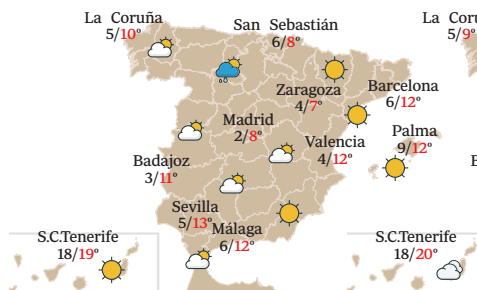 La Coruña
5/10°
San Sebastián
6/8°
La
5/9°
Zaragoza
4/7°
Barcelona
6/12°
Madrid
2/8°
Valencia
4/12°
Palma
9/12°
Badajoz
3/11°
Sevilla
5/13°
Málaga
6/12°
S.C.Tenerife
18/19°
S.C.Tenerife
18/20°